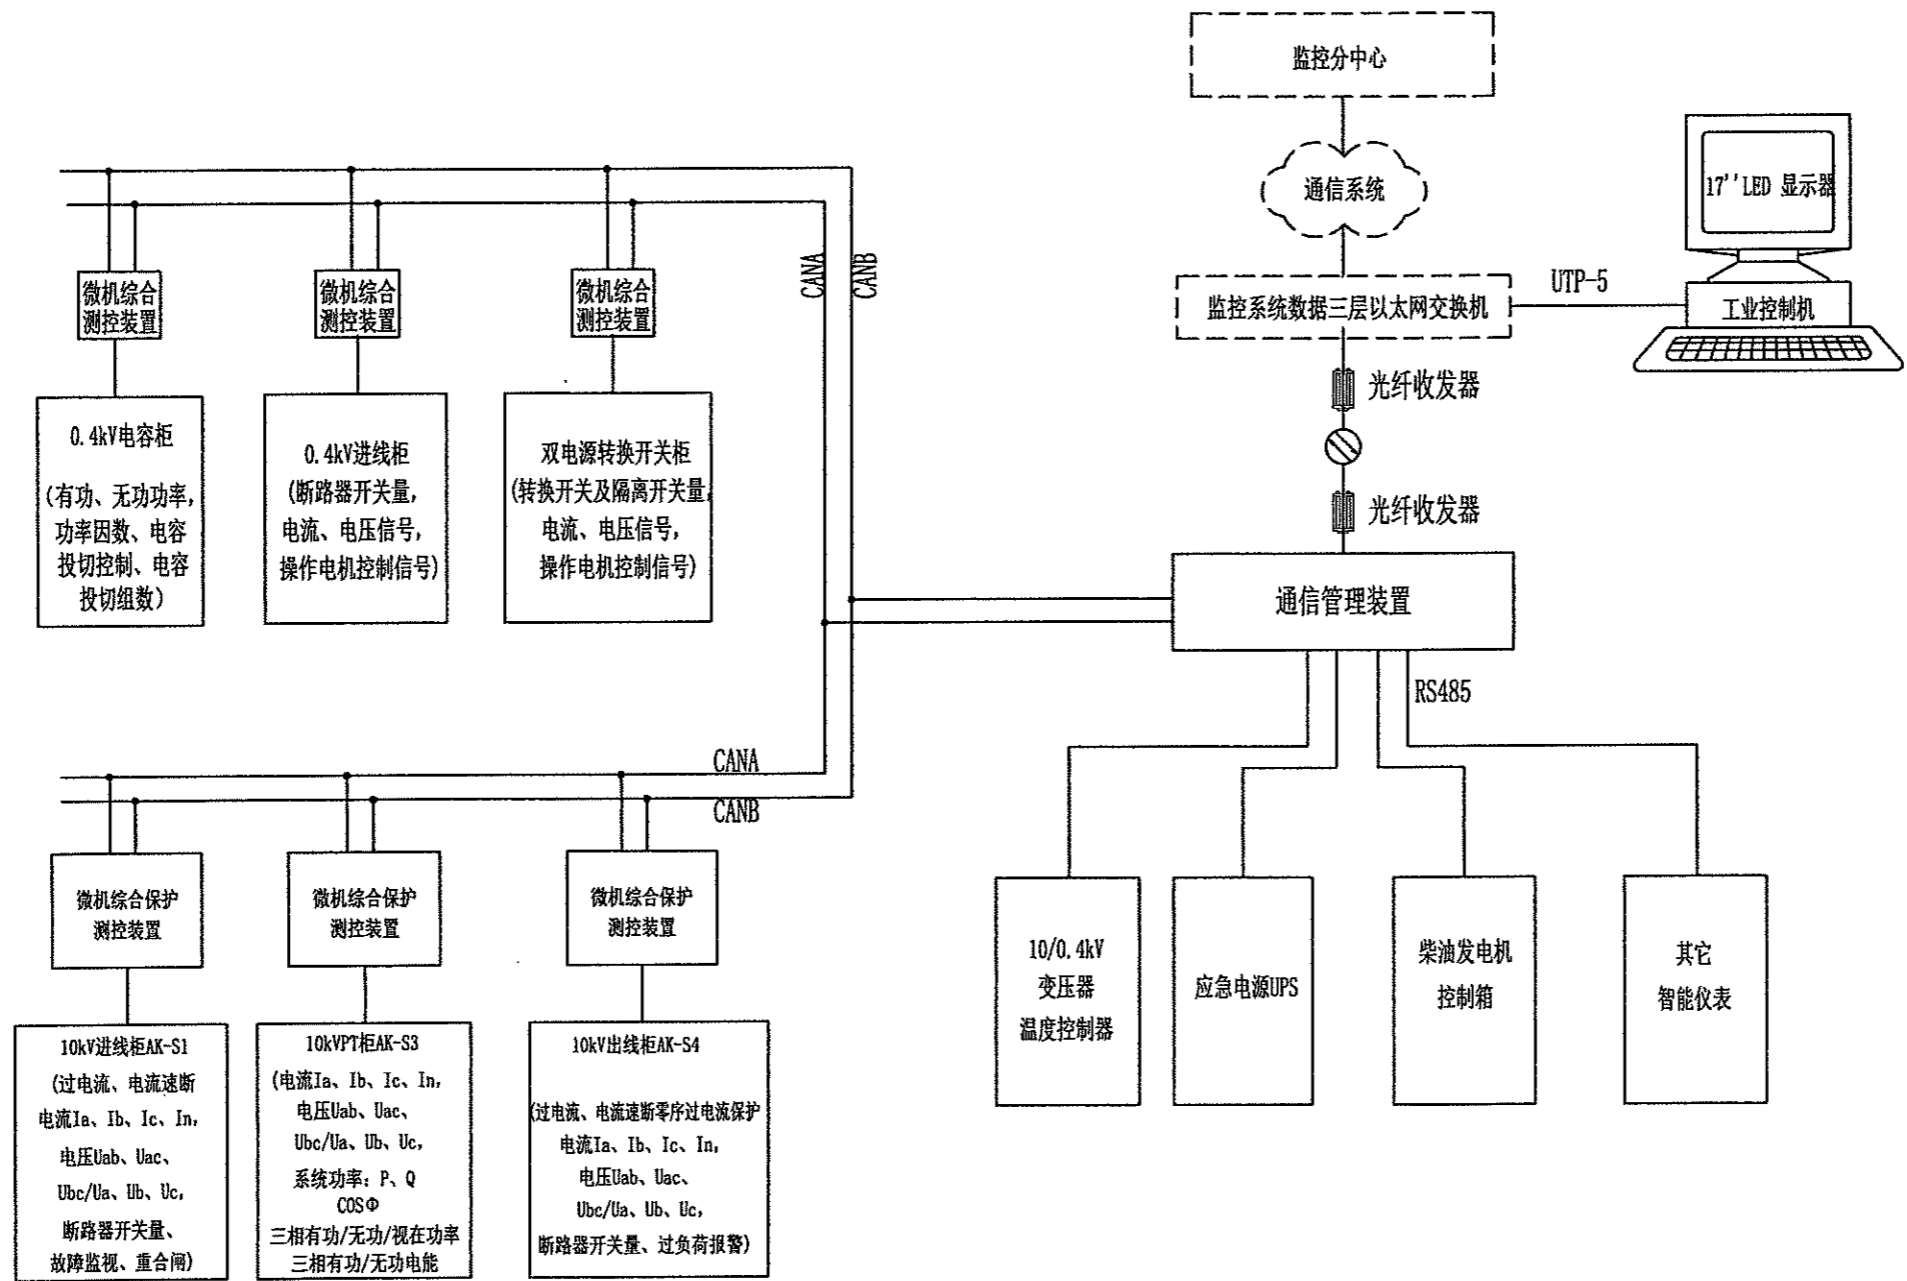 监控分中心
通信系统
17''LED 显示器
监控系统数据三层以太网交换机
UTP-5
工业控制机
光纤收发器
光纤收发器
通信管理装置
RS485
CANA
CANB
微机综合
测控装置
微机综合
测控装置
微机综合
测控装置
0.4kV电容柜
(有功、无功功率,
功率因数、电容
投切控制、电容
投切组数)
0.4kV进线柜
(断路器开关量,
电流、电压信号,
操作电机控制信号)
双电源转换开关柜
(转换开关及隔离开关量,
电流、电压信号,
操作电机控制信号)
CANA
CANB
微机综合保护
测控装置
微机综合保护
测控装置
微机综合保护
测控装置
10kV进线柜AK-S1
(过电流、电流速断
电流Ia、Ib、Ic、In,
电压Uab、Uac、
Ubc/Ua、Ub、Uc,
断路器开关量、
故障监视、重合闸)
10kVPT柜AK-S3
(电流Ia、Ib、Ic、In,
电压Uab、Uac、
Ubc/Ua、Ub、Uc,
系统功率: P、Q
COSΦ
三相有功/无功/视在功率
三相有功/无功电能
10kV出线柜AK-S4
(过电流、电流速断零序过电流保护
电流Ia、Ib、Ic、In,
电压Uab、Uac、
Ubc/Ua、Ub、Uc,
断路器开关量、过负荷报警)
10/0.4kV
变压器
温度控制器
应急电源UPS
柴油发电机
控制箱
其它
智能仪表